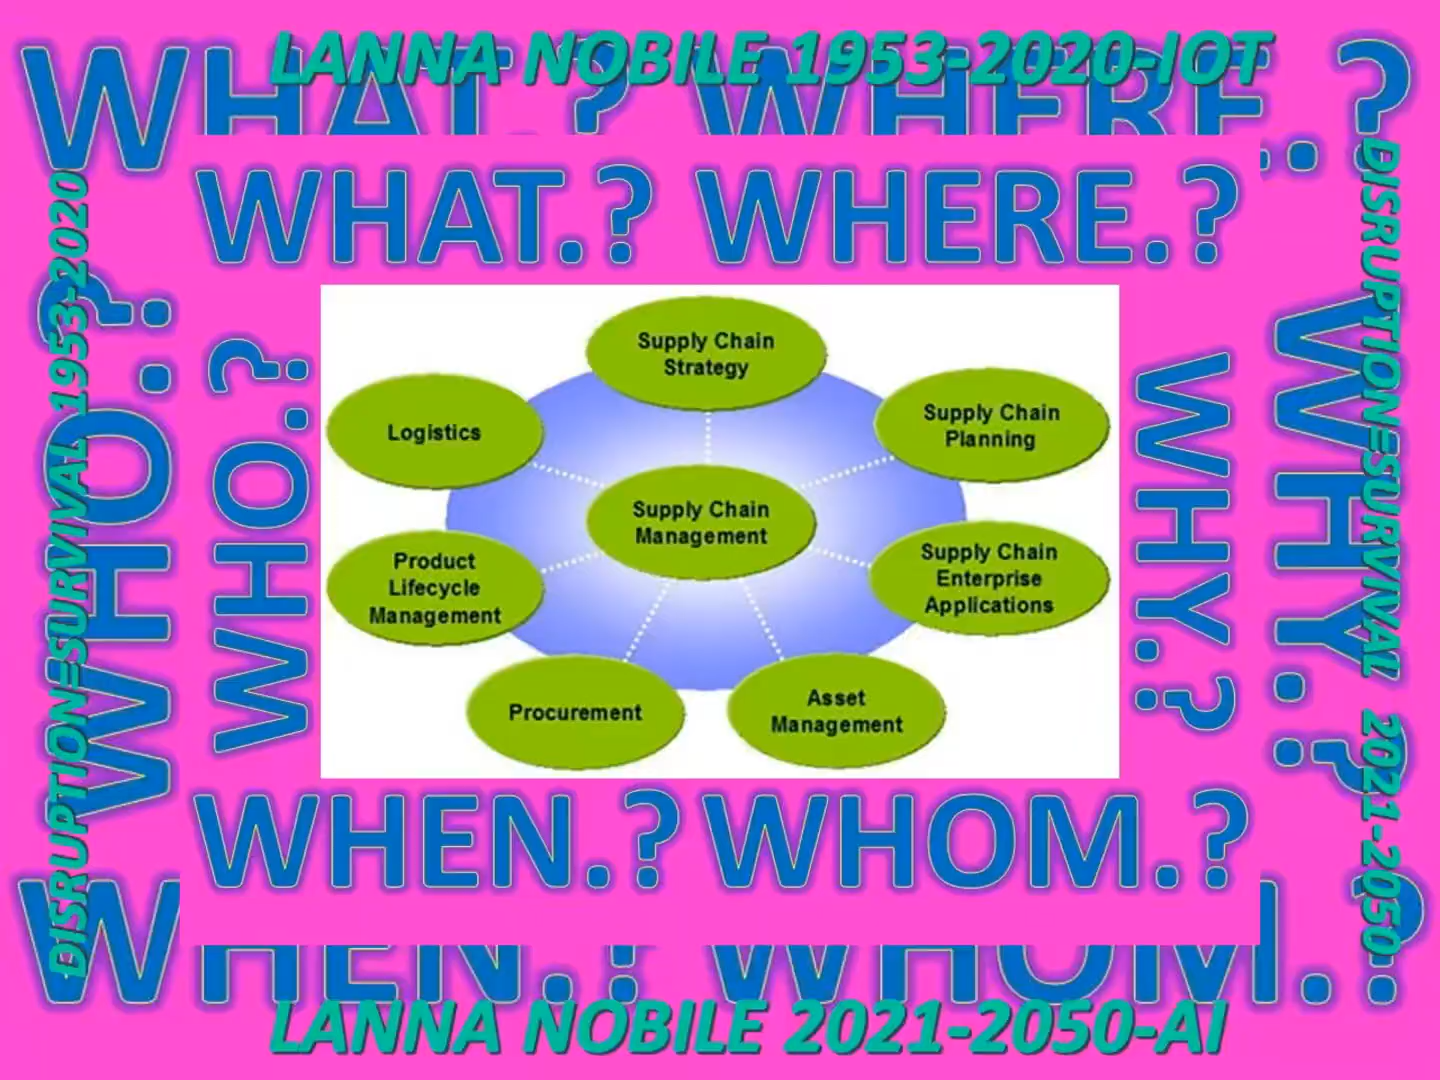 LANNA NOBILE 1953-2020-IOT
WHAT.? WHERE.?
WHAT.? WHERE.?
DISRUPTION=SURVIVAL 1953-2020
WHO.?
WHO.?
Supply Chain
Strategy
Logistics
Supply Chain
Planning
Supply Chain
Management
Product
Lifecycle
Management
Supply Chain
Enterprise
Applications
Procurement
Asset
Management
WHY.?
WHY.?
DISRUPTION=SURVIVAL 2021-2050
WHEN.? WHOM.?
WHEN.? WHOM.?
LANNA NOBILE 2021-2050-AI